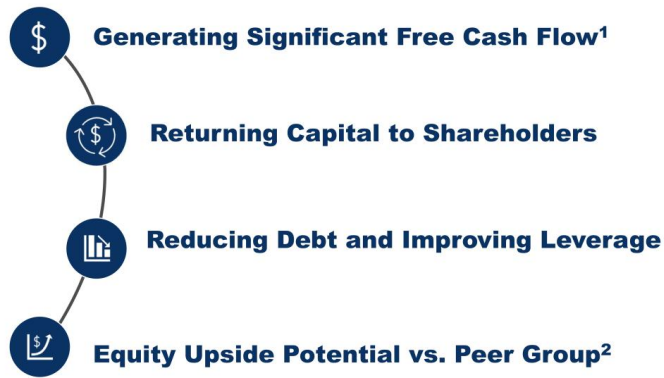 Generating Significant Free Cash Flow¹
Returning Capital to Shareholders
Reducing Debt and Improving Leverage
Equity Upside Potential vs. Peer Group²